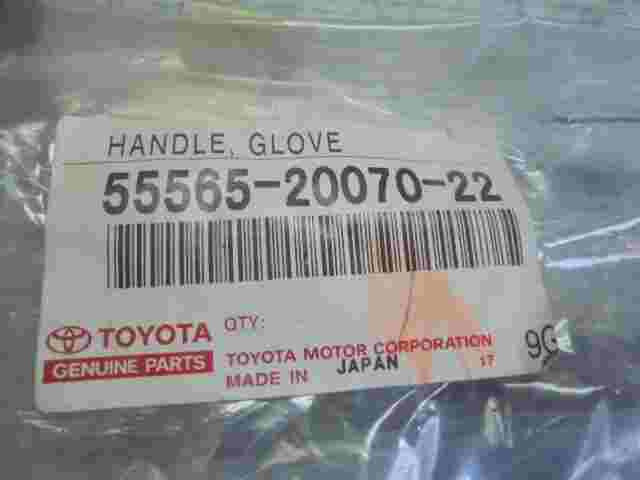 HANDLE, GLOVE
55565-20070-22
TOYOTA
GENUINE PARTS
QTY:
TOYOTA MOTOR CORPORATION
MADE IN JAPAN 17